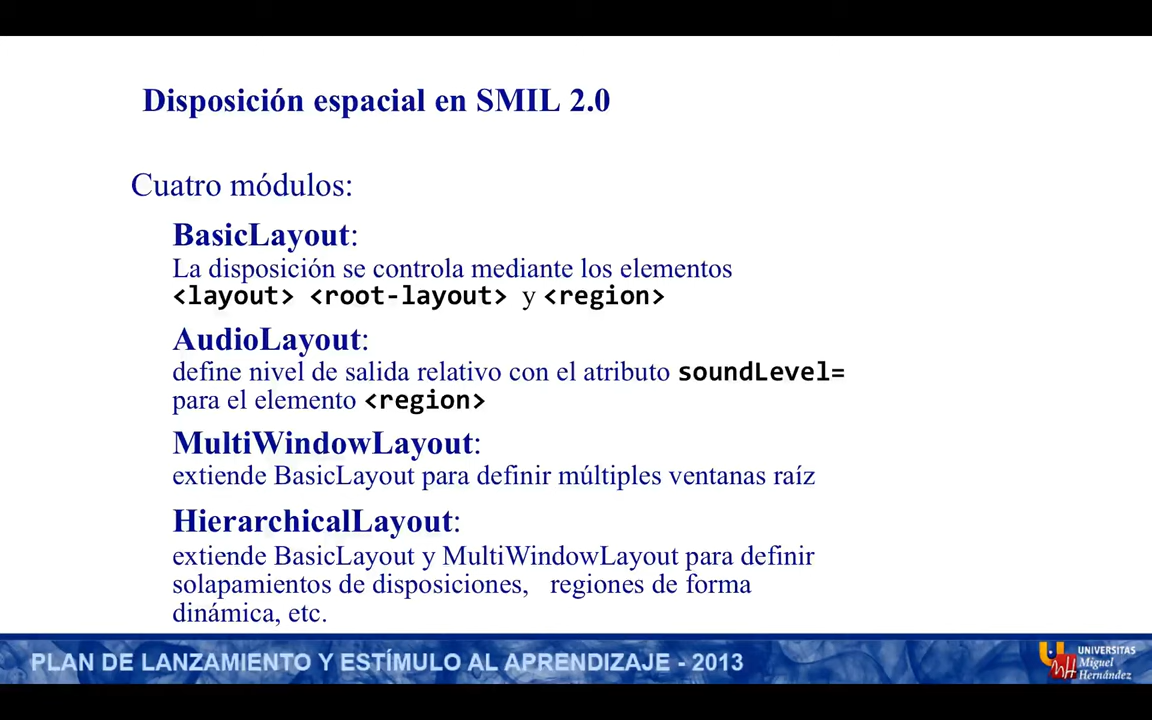 Disposición espacial en SMIL 2.0
Cuatro módulos:
BasicLayout:
La disposición se controla mediante los elementos
<layout> <root-layout> y <region>
AudioLayout:
define nivel de salida relativo con el atributo soundLevel=
para el elemento <region>
MultiWindowLayout:
extiende BasicLayout para definir múltiples ventanas raíz
HierarchicalLayout:
extiende BasicLayout y MultiWindowLayout para definir
solapamientos de disposiciones, regiones de forma
dinámica, etc.
PLAN DE LANZAMIENTO Y ESTÍMULO AL APRENDIZAJE - 2013
UNIVERSITAS
Miguel
Hernández